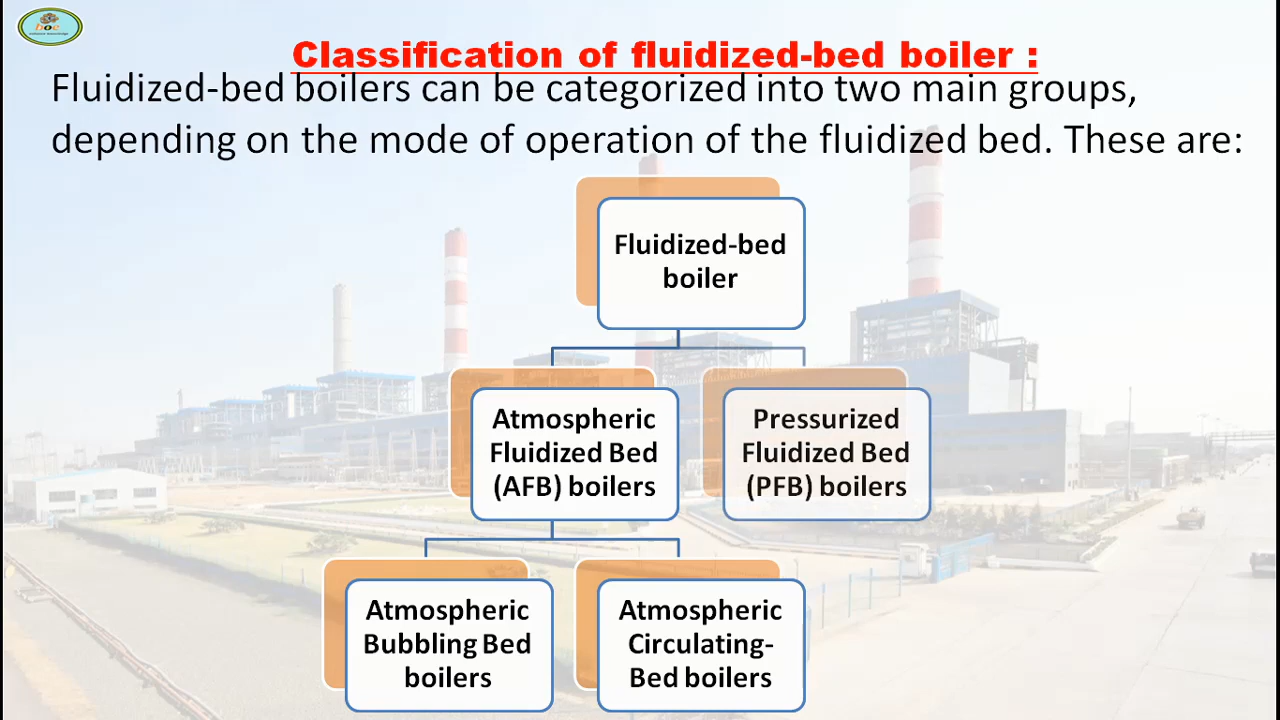 Classification of fluidized-bed boiler :
Fluidized-bed boilers can be categorized into two main groups,
depending on the mode of operation of the fluidized bed. These are:
Fluidized-bed
boiler
Atmospheric
Fluidized Bed
(AFB) boilers
Pressurized
Fluidized Bed
(PFB) boilers
Atmospheric
Bubbling Bed
boilers
Atmospheric
Circulating-
Bed boilers